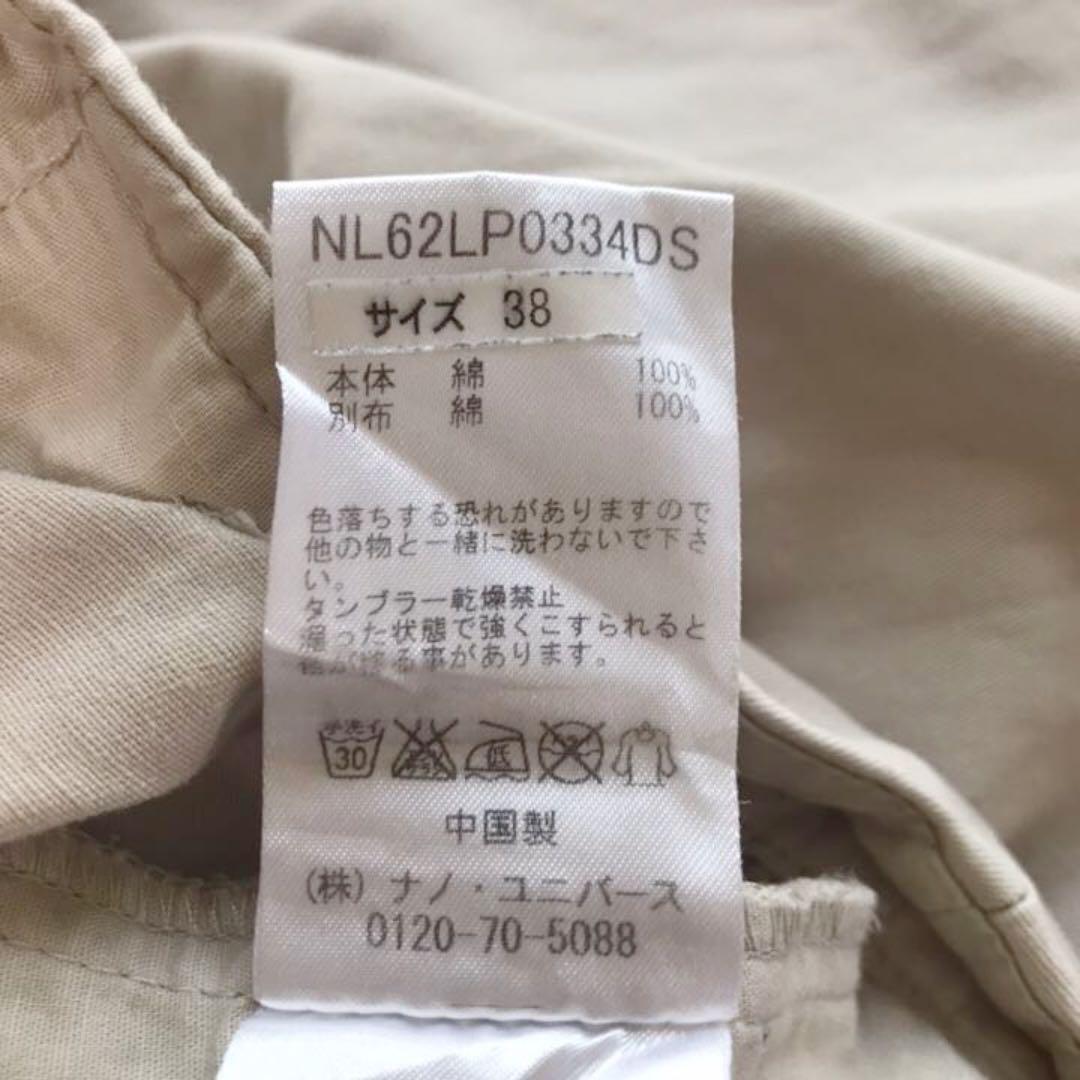 NL62LP0334DS
サイズ 38
本体 綿 100%
別布 綿 100%
色落ちする恐れがありますので
他の物と一緒に洗わないで下さ
い。
タンブラー乾燥禁止
湿った状態で強くこすられると
事があります。
手洗イ 30 低
中国製
(株) ナノ・ユニバース
0120-70-5088